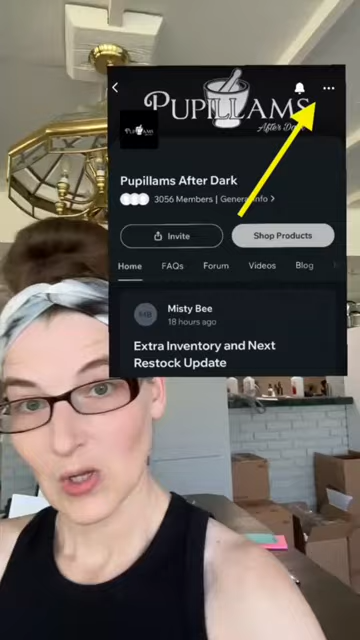 PUPILLAMS
After Dark
PUPILLAMS
Pupillams After Dark
3056 Members | General Info >
Invite
Shop Products
Home FAQs Forum Videos Blog
MB
Misty Bee
18 hours ago
Extra Inventory and Next
Restock Update